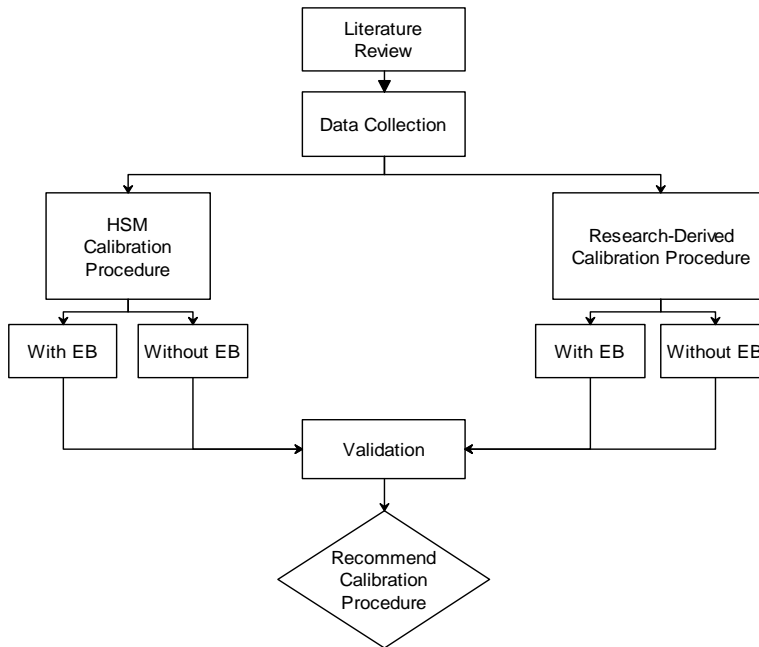 Literature
Review
Data Collection
HSM
Calibration
Procedure
Research-Derived
Calibration Procedure
With EB
Without EB
With EB
Without EB
Validation
Recommend
Calibration
Procedure